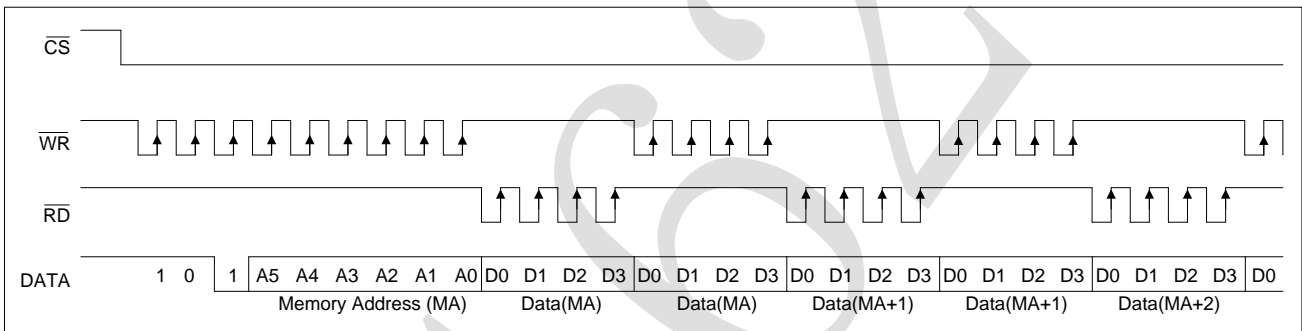 CS
WR
RD
DATA 1 0 1 A5 A4 A3 A2 A1 A0 D0 D1 D2 D3 D0 D1 D2 D3 D0 D1 D2 D3 D0 D1 D2 D3 D0 D1 D2 D3 D0
Memory Address (MA) Data(MA) Data(MA) Data(MA+1) Data(MA+1) Data(MA+2)